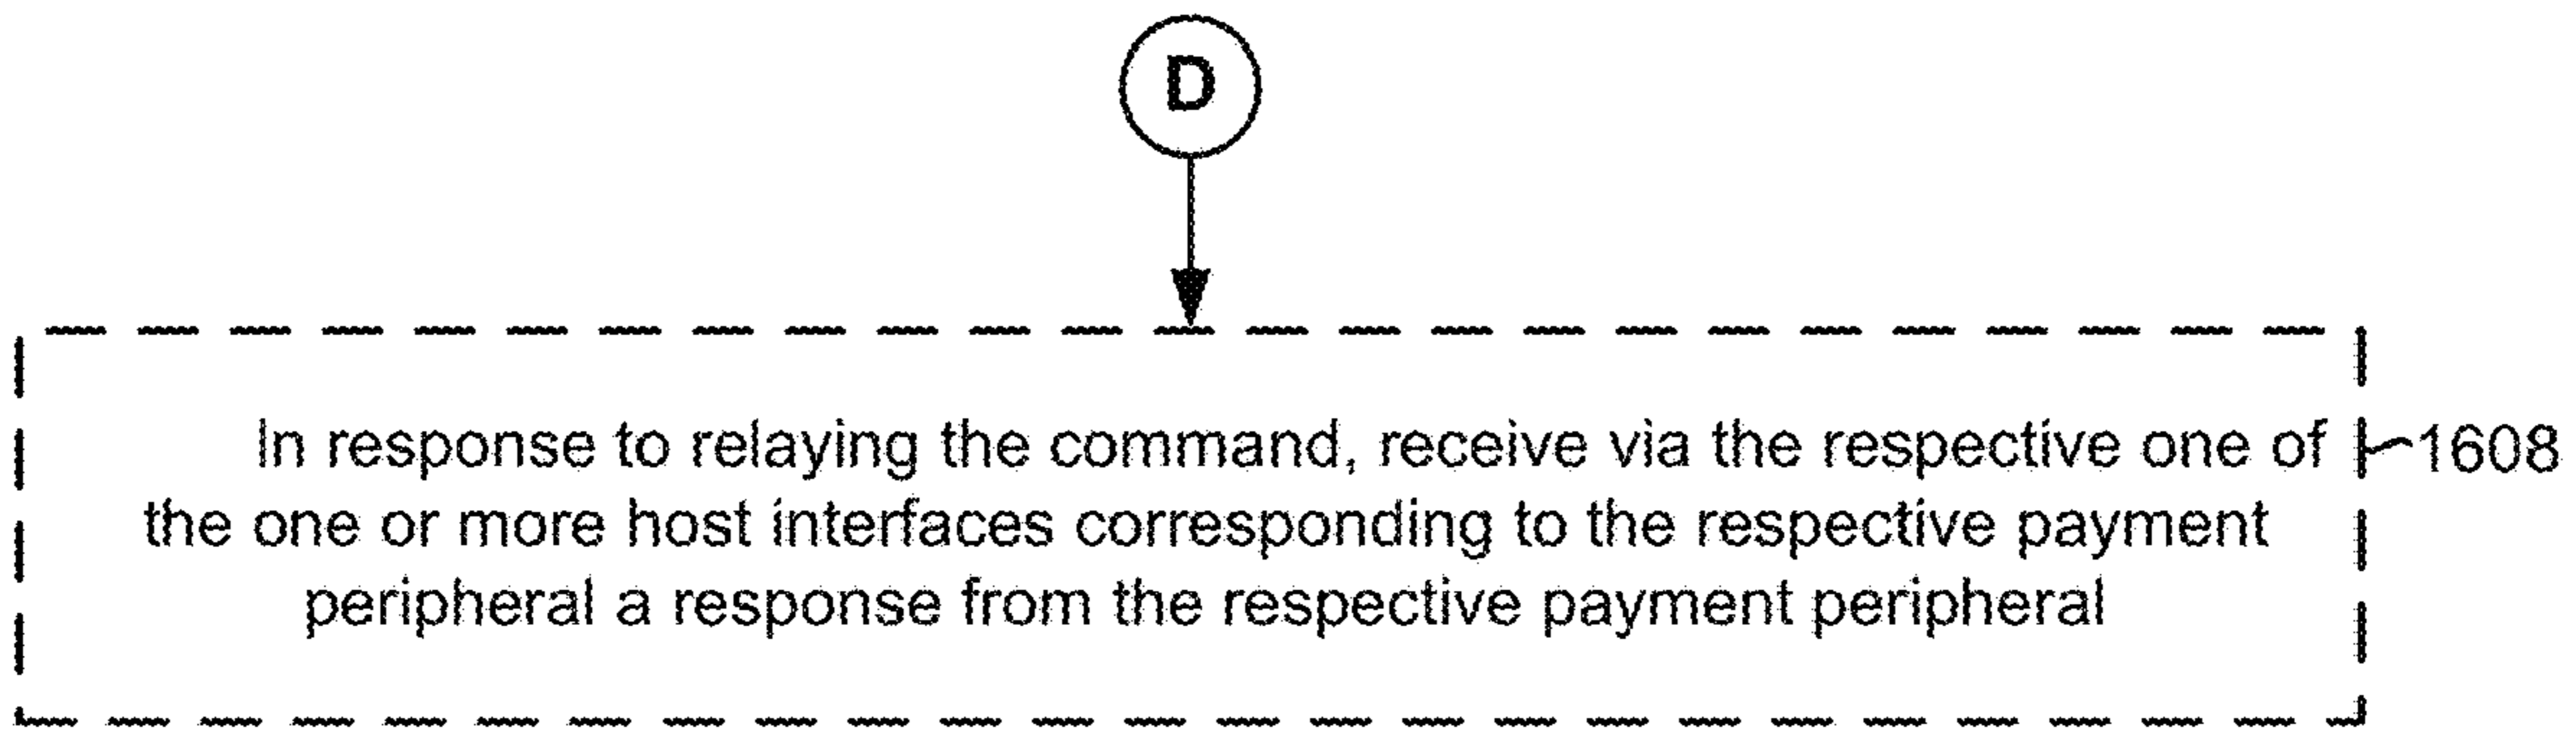 D
In response to relaying the command, receive via the respective one of
1608
the one or more host interfaces corresponding to the respective payment
peripheral a response from the respective payment peripheral